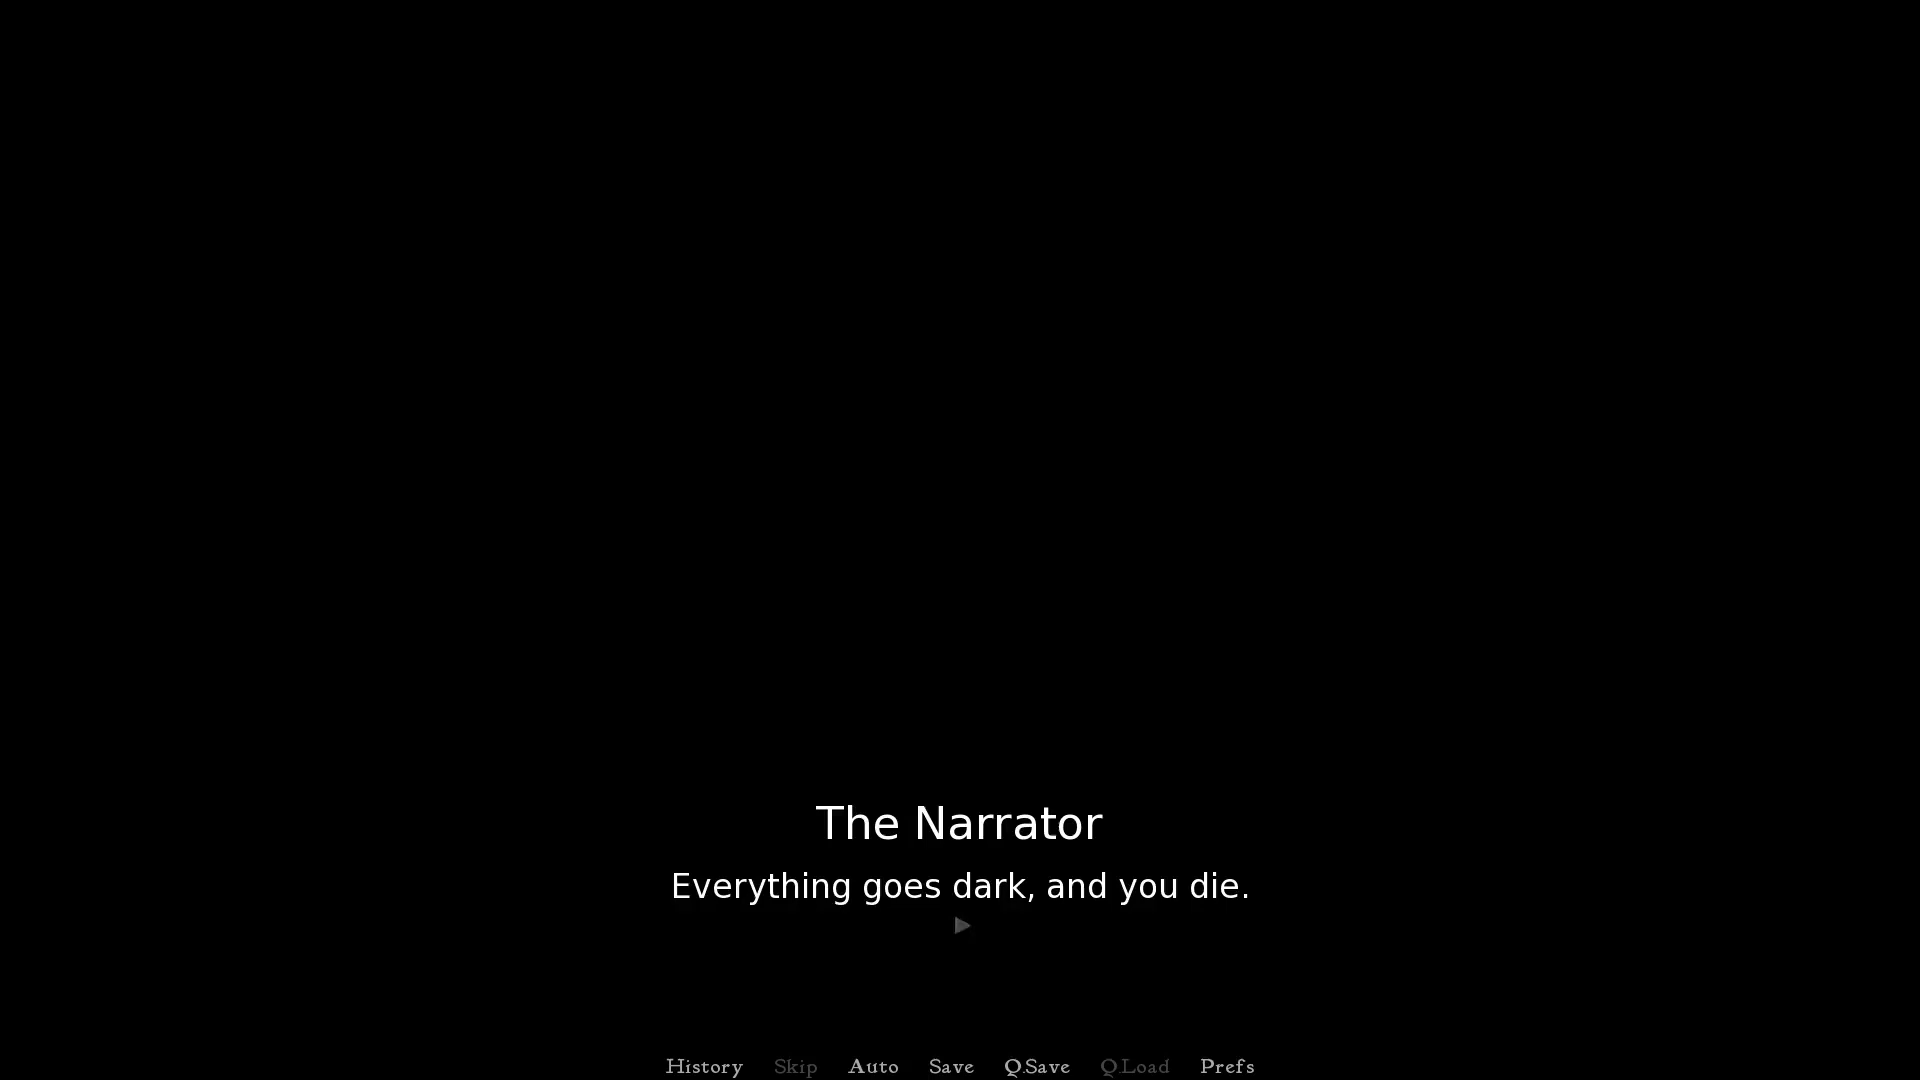 The Narrator
Everything goes dark, and you die.
History Skip Auto Save Q.Save Q.Load Prefs